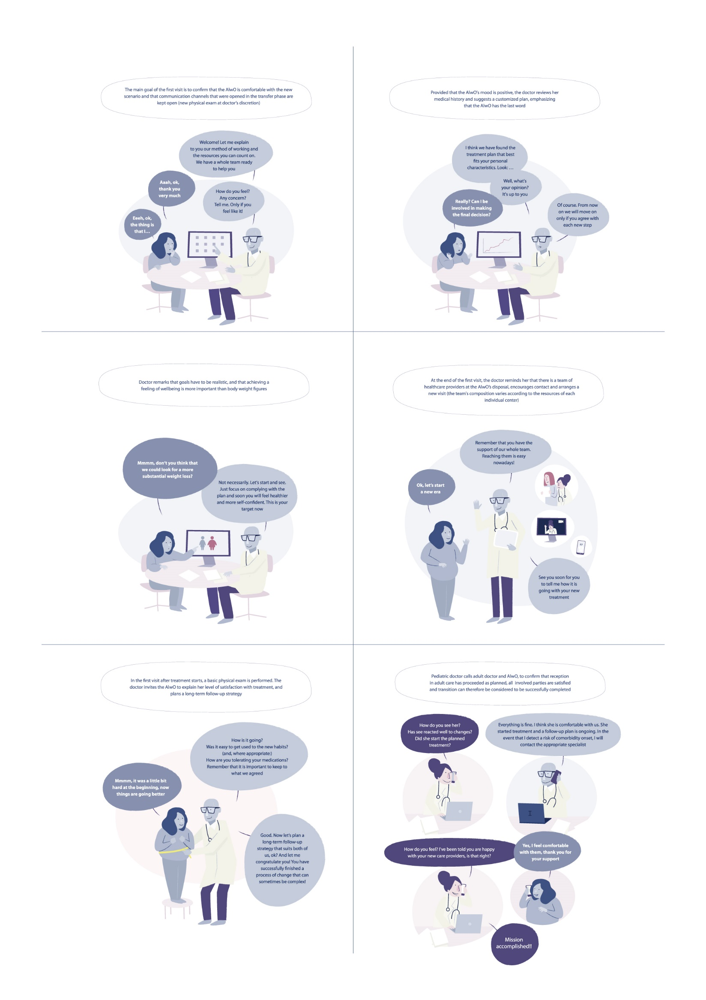 The main goal of the first visit is to confirm that the AlwO is comfortable with the new
scenario and that communication channels that were opened in the transfer phase are
kept open (new physical exam at doctor's discretion)
Welcome! Let me explain
to you our method of working and
the resources you can count on.
We have a whole team ready
to help you
Aaah, ok,
thank you
very much
How do you feel?
Any concern?
Tell me. Only if you
feel like it!
Eeeh, ok,
the thing is
that I...
Provided that the AlwO's mood is positive, the doctor reviews her
medical history and suggests a customized plan, emphasizing
that the AlwO has the last word
I think we have found the
treatment plan that best
fits your personal
characteristics. Look: ...
Well, what's
your opinion?
It's up to you
Really? Can I be
involved in making
the final decision?
Of course. From now
on we will move on
only if you agree with
each new step
Doctor remarks that goals have to be realistic, and that achieving a
feeling of wellbeing is more important than body weight figures
Mmmm, don't you think that
we could look for a more
substantial weight loss?
Not necessarily. Let's start and see.
Just focus on complying with the
plan and soon you will feel healthier
and more self-confident. This is your
target now
At the end of the first visit, the doctor reminds her that there is a team of
healthcare providers at the AlwO's disposal, encourages contact and arranges a
new visit (the team's composition varies according to the resources of each
individual center)
Remember that you have the
support of our whole team.
Reaching them is easy
nowadays!
Ok, let's start
a new era
See you soon for you
to tell me how it is
going with your new
treatment
In the first visit after treatment starts, a basic physical exam is performed. The
doctor invites the AlwO to explain her level of satisfaction with treatment, and
plans a long-term follow-up strategy
How is it going?
Was it easy to get used to the new habits?
(and, where appropriate:)
How are you tolerating your medications?
Remember that it is important to keep to
what we agreed
Mmmm, it was a little bit
hard at the beginning, now
things are going better
Good. Now let's plan a
long-term follow-up
strategy that suits both of
us, ok? And let me
congratulate you! You have
successfully finished a
process of change that can
sometimes be complex!
Pediatric doctor calls adult doctor and AlwO, to confirm that reception
in adult care has proceeded as planned, all involved parties are satisfied
and transition can therefore be considered to be successfully completed
How do you see her?
Has see reacted well to changes?
Did she start the planned
treatment?
Everything is fine. I think she is comfortable with us. She
started treatment and a follow-up plan is ongoing. In the
event that I detect a risk of comorbidity onset, I will
contact the appropriate specialist
How do you feel? I've been told you are happy
with your new care providers, is that right?
Yes, I feel comfortable
with them, thank you for
your support
Mission
accomplished!!